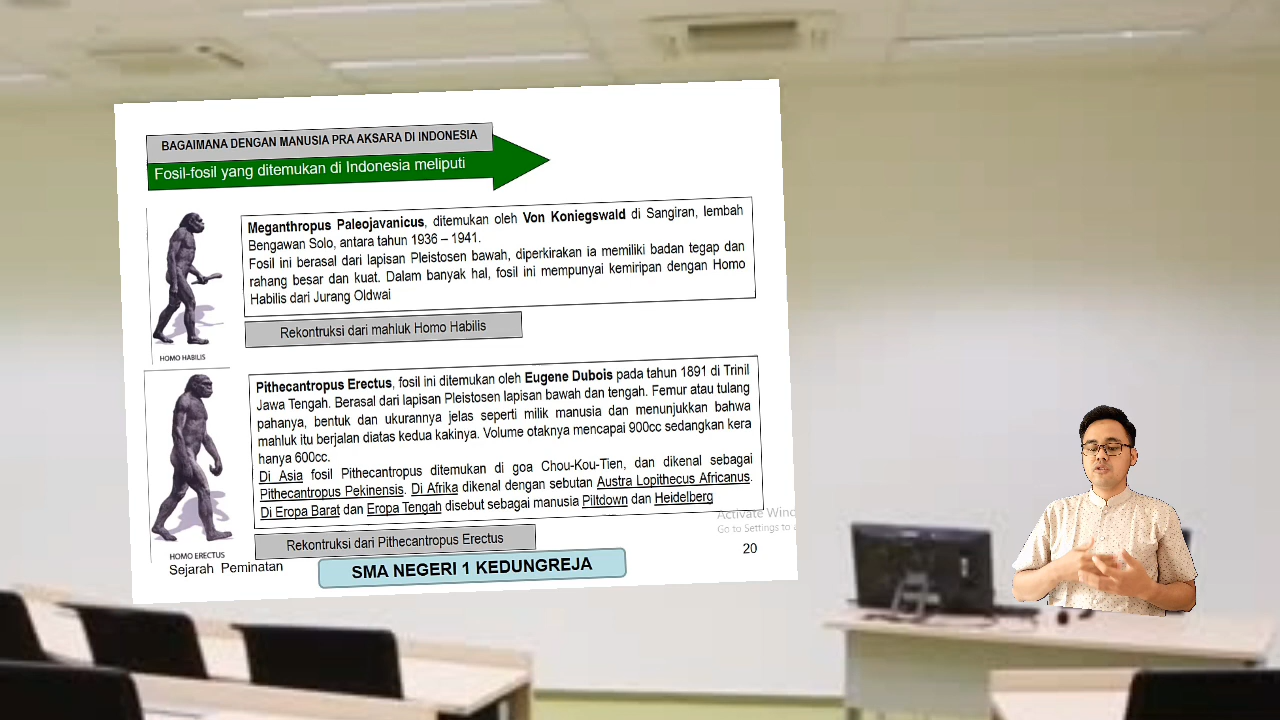 BAGAIMANA DENGAN MANUSIA PRA AKSARA DI INDONESIA
Fosil-fosil yang ditemukan di Indonesia meliputi
Meganthropus Paleojavanicus, ditemukan oleh Von Koniegswald di Sangiran, lembah
Bengawan Solo, antara tahun 1936 – 1941.
Fosil ini berasal dari lapisan Pleistosen bawah, diperkirakan ia memiliki badan tegap dan
rahang besar dan kuat. Dalam banyak hal, fosil ini mempunyai kemiripan dengan Homo
Habilis dari Jurang Oldwai
Rekontruksi dari mahluk Homo Habilis
HOMO HABILIS
Pithecantropus Erectus, fosil ini ditemukan oleh Eugene Dubois pada tahun 1891 di Trinil
Jawa Tengah. Berasal dari lapisan Pleistosen lapisan bawah dan tengah. Femur atau tulang
pahanya, bentuk dan ukurannya jelas seperti milik manusia dan menunjukkan bahwa
mahluk itu berjalan diatas kedua kakinya. Volume otaknya mencapai 900cc sedangkan kera
hanya 600cc.
Di Asia fosil Pithecantropus ditemukan di goa Chou-Kou-Tien, dan dikenal sebagai
Pithecantropus Pekinensis. Di Afrika dikenal dengan sebutan Austra Lopithecus Africanus.
Di Eropa Barat dan Eropa Tengah disebut sebagai manusia Piltdown dan Heidelberg
Rekontruksi dari Pithecantropus Erectus
HOMO ERECTUS
Activate Winc
Go to Settings to
Sejarah Peminatan
SMA NEGERI 1 KEDUNGREJA
20